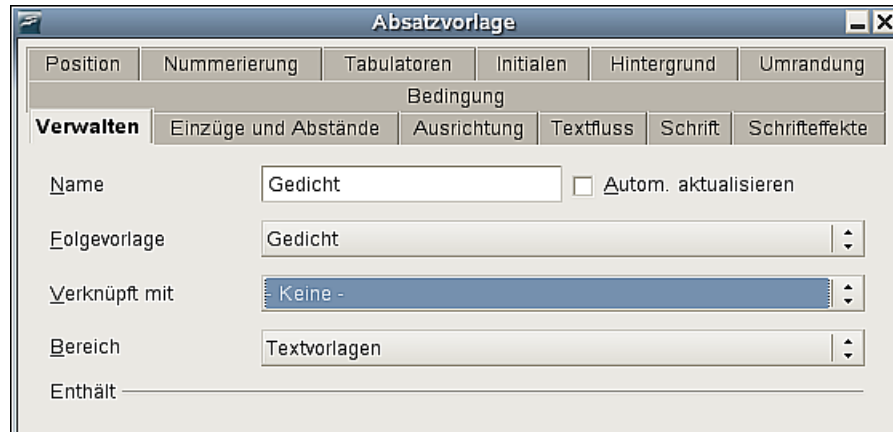 Absatzvorlage
Position Nummerierung Tabulatoren Initialen Hintergrund Umrandung
Bedingung
Verwalten Einzüge und Abstände Ausrichtung Textfluss Schrift Schrifteffekte
Name Gedicht Autom. aktualisieren
Folgevorlage Gedicht
Verknüpft mit - Keine -
Bereich Textvorlagen
Enthält